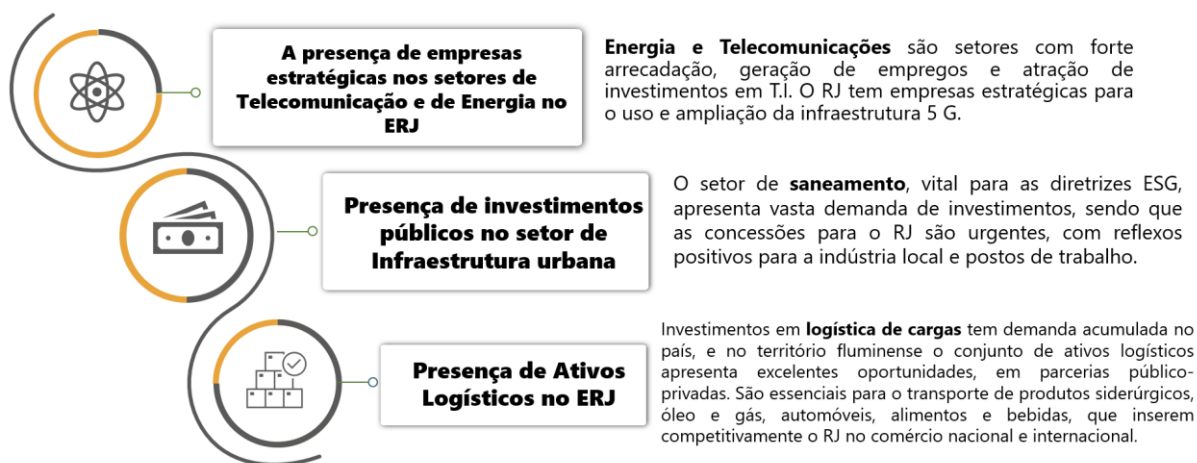 A presença de empresas
estratégicas nos setores de
Telecomunicação e de Energia no
ERJ
Energia e Telecomunicações são setores com forte
arrecadação, geração de empregos e atração de
investimentos em T.I. O RJ tem empresas estratégicas para
o uso e ampliação da infraestrutura 5 G.
Presença de investimentos
públicos no setor de
Infraestrutura urbana
O setor de saneamento, vital para as diretrizes ESG,
apresenta vasta demanda de investimentos, sendo que
as concessões para o RJ são urgentes, com reflexos
positivos para a indústria local e postos de trabalho.
Presença de Ativos
Logísticos no ERJ
Investimentos em logística de cargas tem demanda acumulada no
país, e no território fluminense o conjunto de ativos logísticos
apresenta excelentes oportunidades, em parcerias público-
privadas. São essenciais para o transporte de produtos siderúrgicos,
óleo e gás, automóveis, alimentos e bebidas, que inserem
competitivamente o RJ no comércio nacional e internacional.